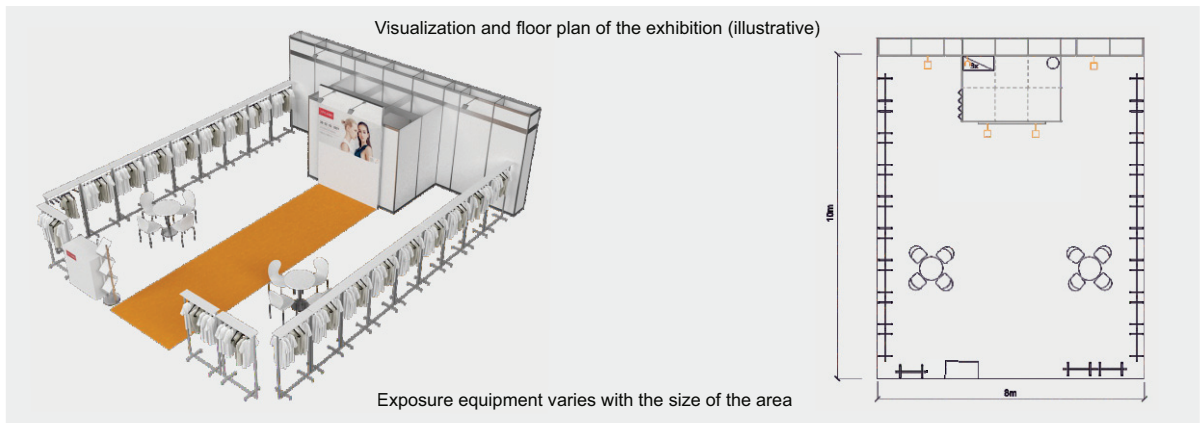 Visualization and floor plan of the exhibition (illustrative)
10m
8m
Exposure equipment varies with the size of the area